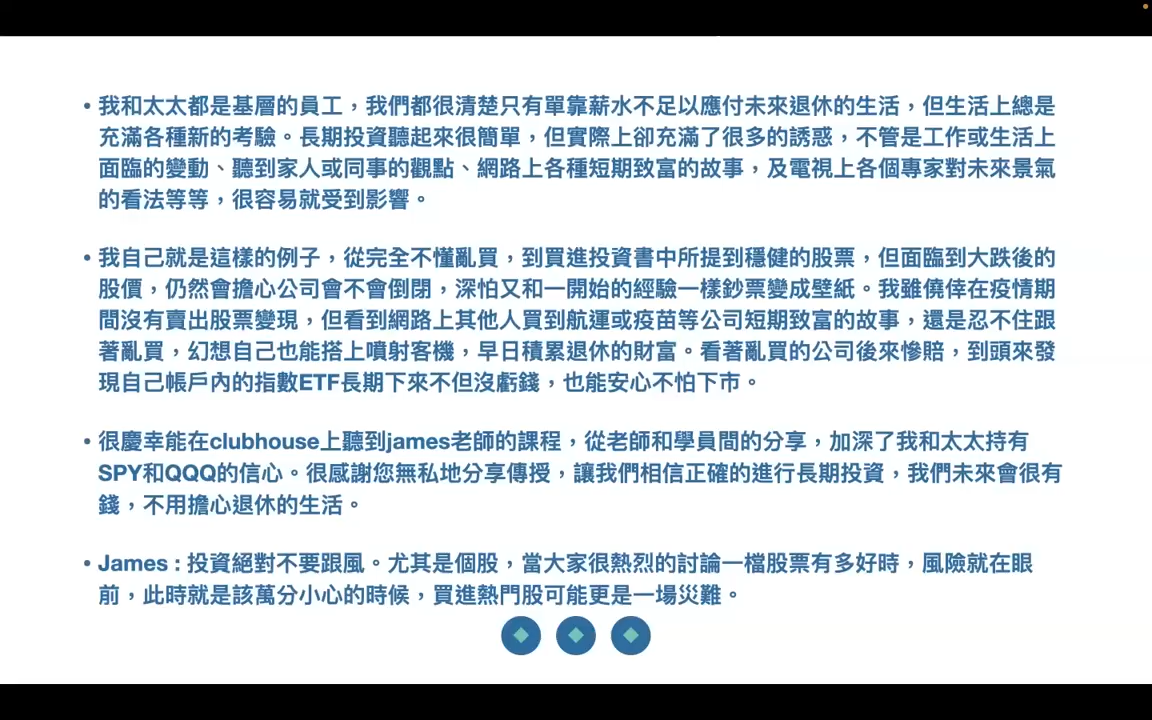 • 我和太太都是基層的員工，我們都很清楚只有單靠薪水不足以應付未來退休的生活，但生活上總是
充滿各種新的考驗。長期投資聽起來很簡單，但實際上卻充滿了很多的誘惑，不管是工作或生活上
面臨的變動、聽到家人或同事的觀點、網路上各種短期致富的故事，及電視上各個專家對未來景氣
的看法等等，很容易就受到影響。
• 我自己就是這樣的例子，從完全不懂亂買，到買進投資書中所提到穩健的股票，但面臨到大跌後的
股價，仍然會擔心公司會不會倒閉，深怕又和一開始的經驗一樣鈔票變成壁紙。我雖僥倖在疫情期
間沒有賣出股票變現，但看到網路上其他人買到航運或疫苗等公司短期致富的故事，還是忍不住跟
著亂買，幻想自己也能搭上噴射客機，早日積累退休的財富。看著亂買的公司後來慘賠，到頭來發
現自己帳戶內的指數ETF長期下來不但沒虧錢，也能安心不怕下市。
• 很慶幸能在clubhouse上聽到james老師的課程，從老師和學員間的分享，加深了我和太太持有
SPY和QQQ的信心。很感謝您無私地分享傳授，讓我們相信正確的進行長期投資，我們未來會很有
錢，不用擔心退休的生活。
• James : 投資絕對不要跟風。尤其是個股，當大家很熱烈的討論一檔股票有多好時，風險就在眼
前，此時就是該萬分小心的時候，買進熱門股可能更是一場災難。